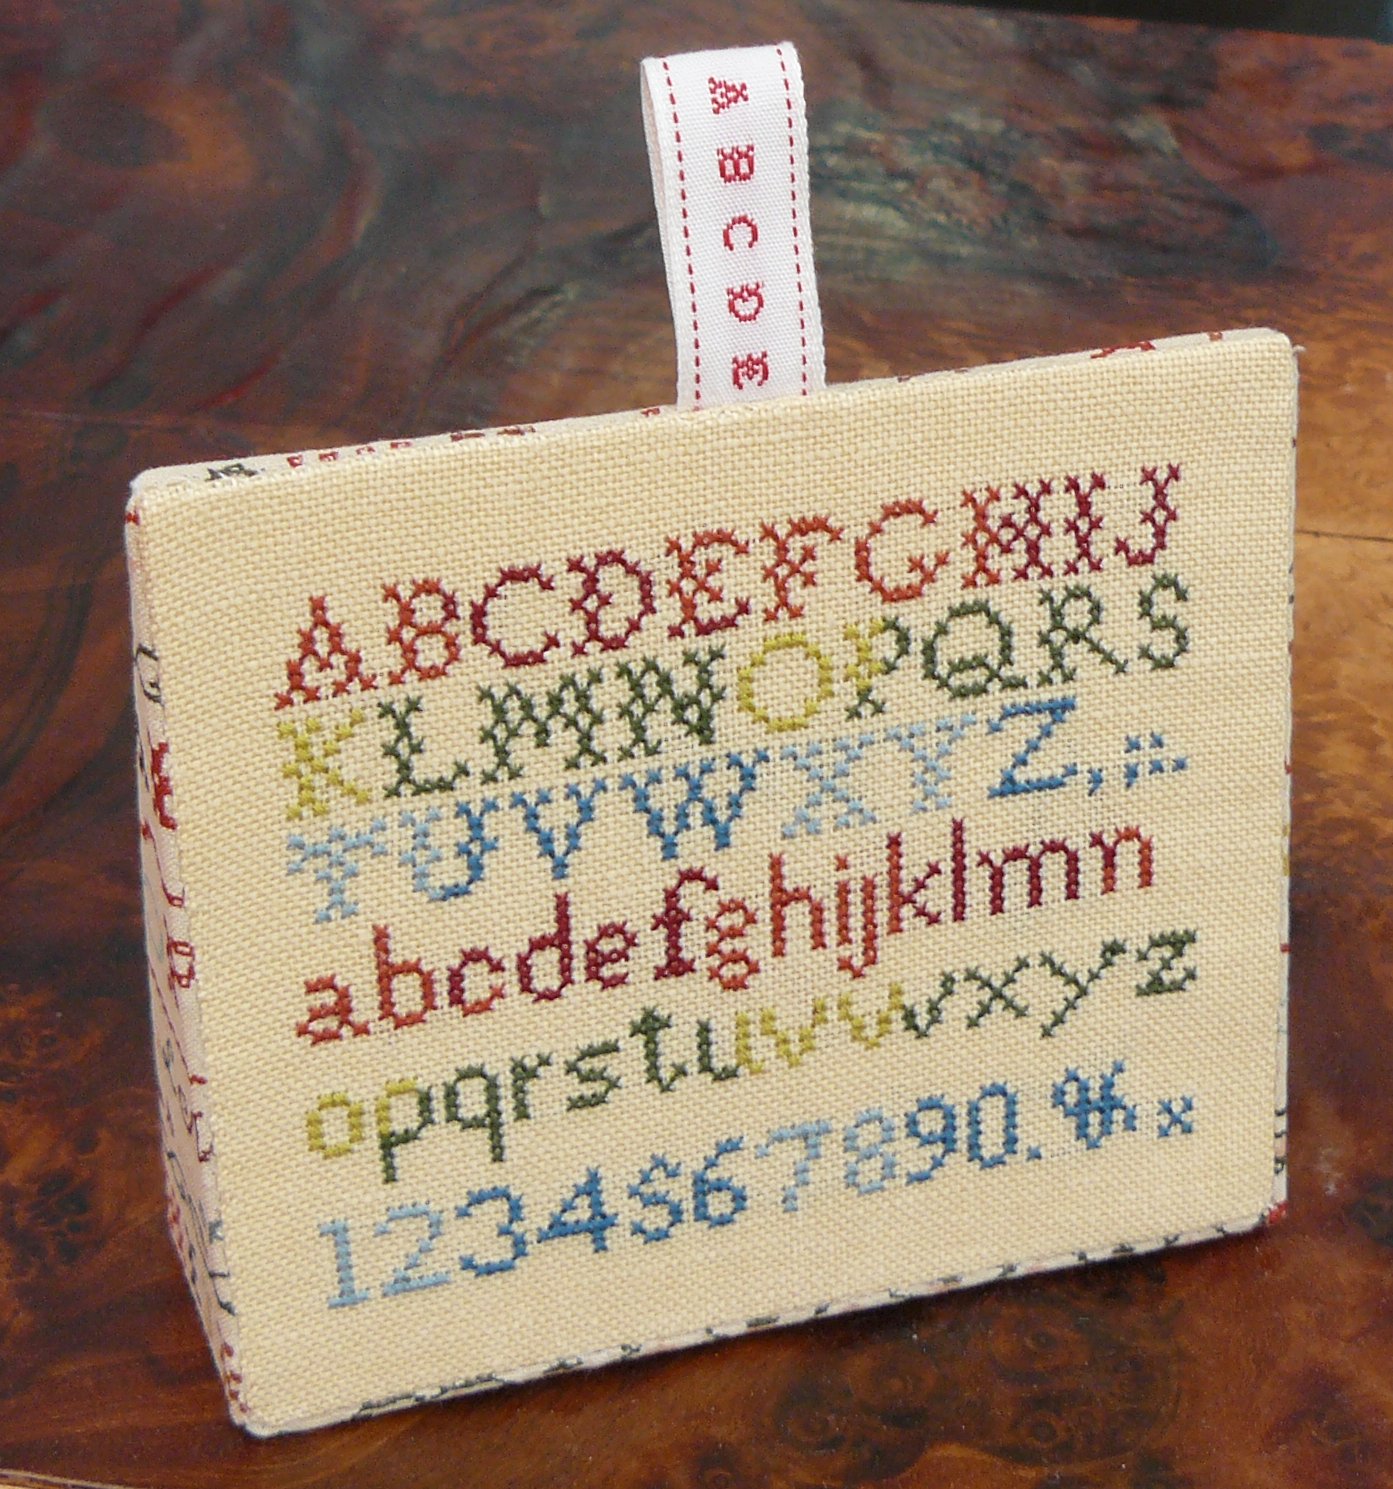 A B C D E
ABCDEFGHIJ
KLMNOPQRS
TUVWXYZ,;:.
abcdefghijklmn
opqrstuvwxyz
1234567890.%x